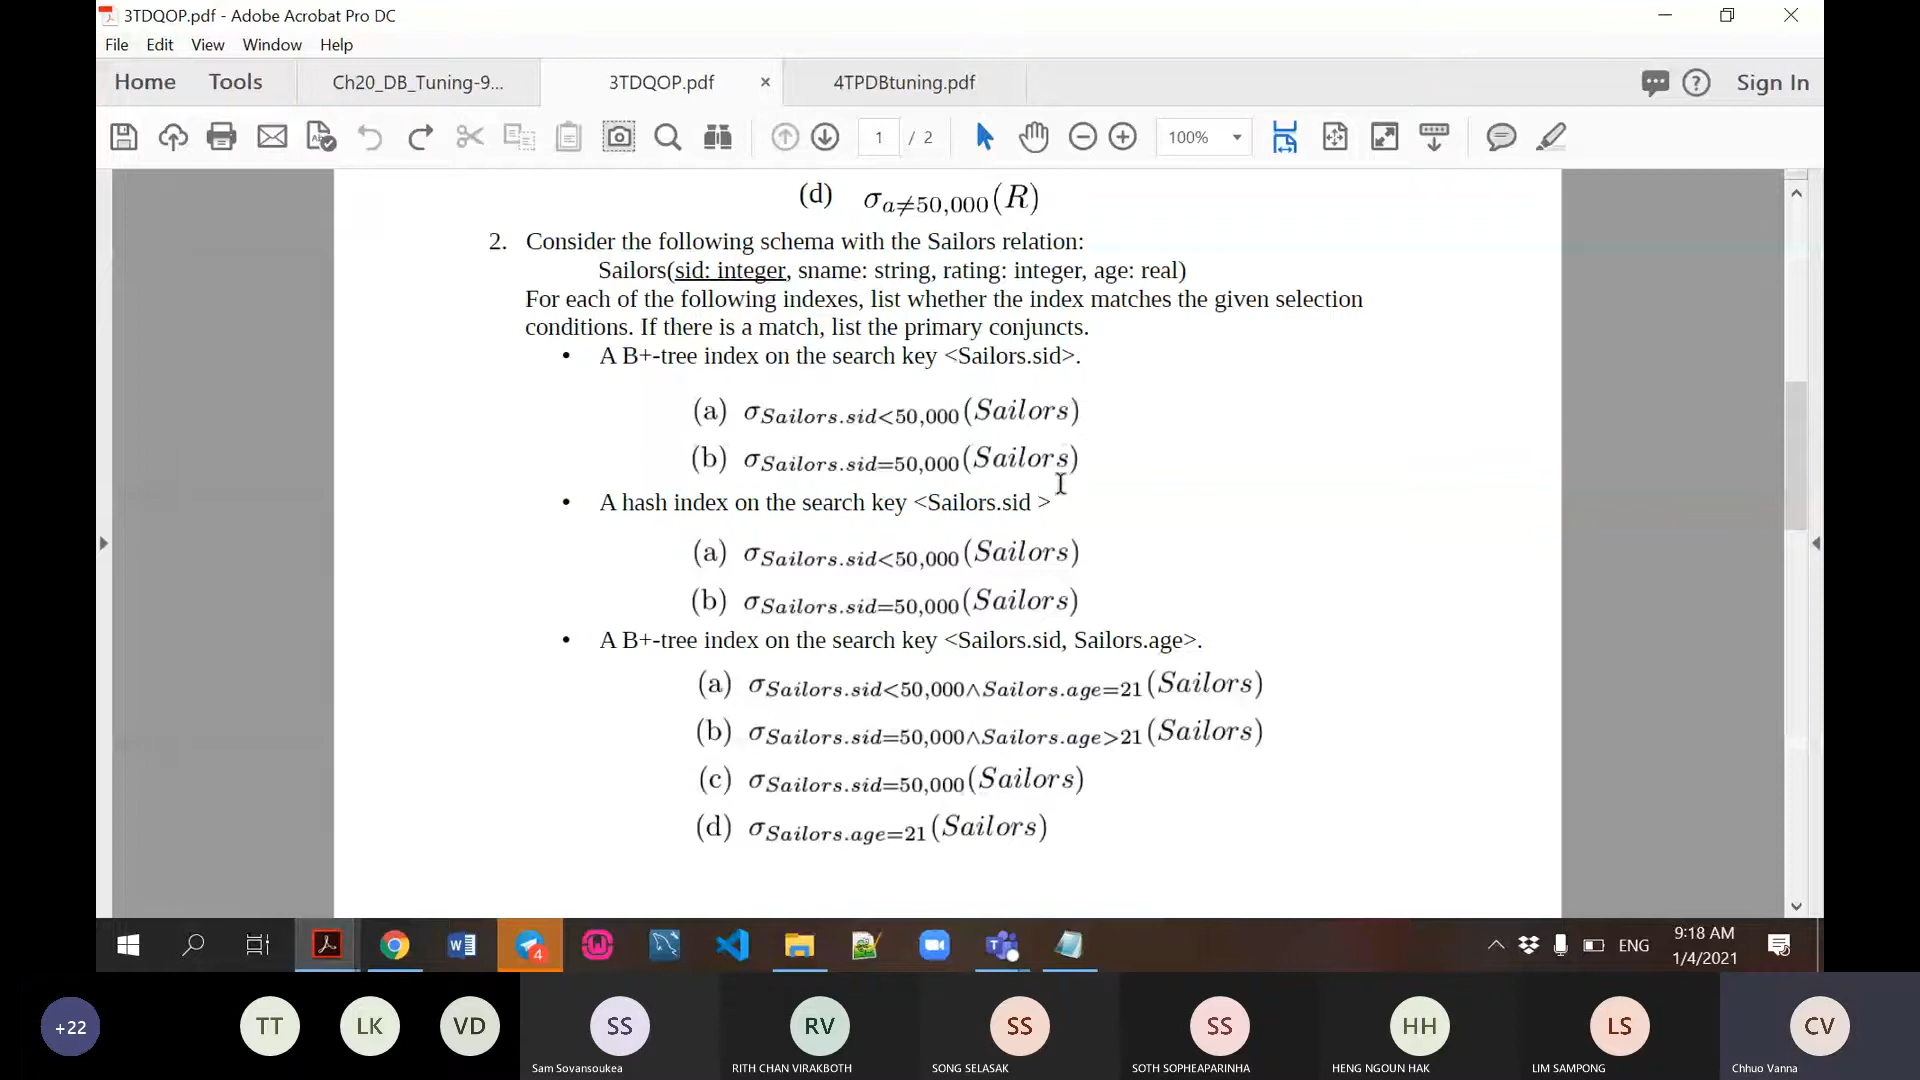 3TDQOP.pdf - Adobe Acrobat Pro DC
File Edit View Window Help
Home Tools Ch20_DB_Tuning-9... 3TDQOP.pdf × 4TPDBtuning.pdf Sign In
1 / 2 100%
(d) σa≠50,000(R)
2. Consider the following schema with the Sailors relation:
Sailors(sid: integer, sname: string, rating: integer, age: real)
For each of the following indexes, list whether the index matches the given selection
conditions. If there is a match, list the primary conjuncts.
• A B+-tree index on the search key <Sailors.sid>.
(a) σSailors.sid<50,000(Sailors)
(b) σSailors.sid=50,000(Sailors)
• A hash index on the search key <Sailors.sid >
(a) σSailors.sid<50,000(Sailors)
(b) σSailors.sid=50,000(Sailors)
• A B+-tree index on the search key <Sailors.sid, Sailors.age>.
(a) σSailors.sid<50,000∧Sailors.age=21(Sailors)
(b) σSailors.sid=50,000∧Sailors.age>21(Sailors)
(c) σSailors.sid=50,000(Sailors)
(d) σSailors.age=21(Sailors)
4 ENG 9:18 AM
1/4/2021
+22 TT LK VD SS RV SS SS HH LS CV
Sam Sovansoukea RITH CHAN VIRAKBOTH SONG SELASAK SOTH SOPHEAPARINHA HENG NGOUN HAK LIM SAMPONG Chhuo Vanna